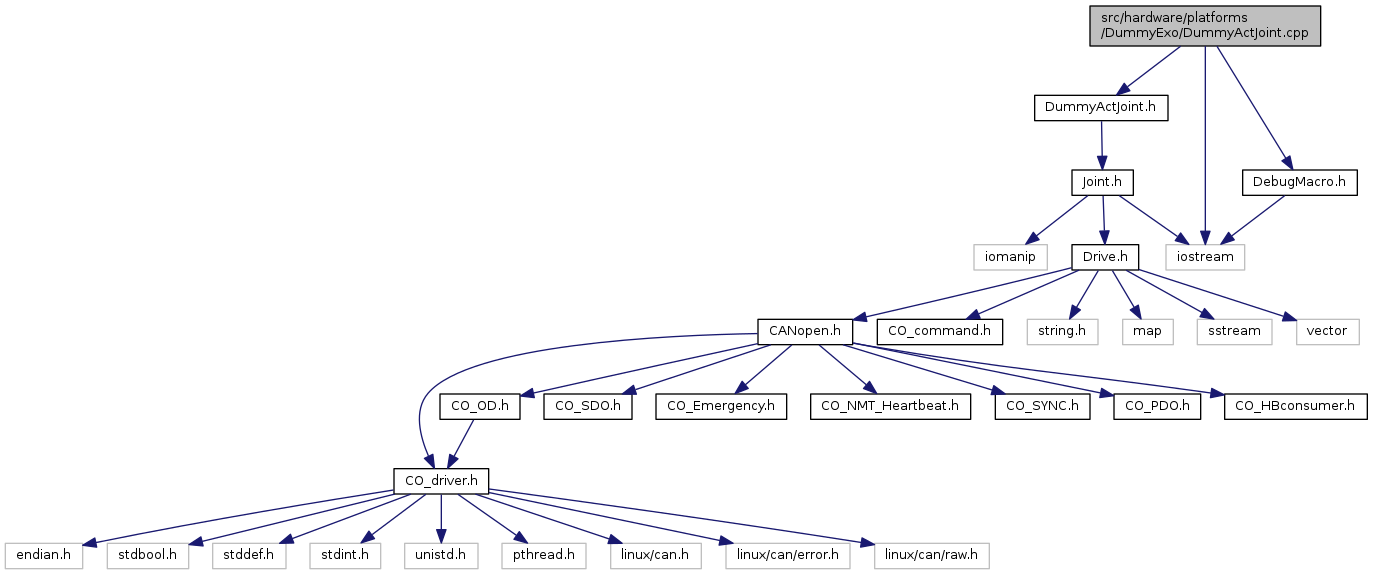 src/hardware/platforms
/DummyExo/DummyActJoint.cpp
DummyActJoint.h
Joint.h
DebugMacro.h
iomanip
Drive.h
iostream
CANopen.h
CO_command.h
string.h
map
sstream
vector
CO_OD.h
CO_SDO.h
CO_Emergency.h
CO_NMT_Heartbeat.h
CO_SYNC.h
CO_PDO.h
CO_HBconsumer.h
CO_driver.h
endian.h
stdbool.h
stddef.h
stdint.h
unistd.h
pthread.h
linux/can.h
linux/can/error.h
linux/can/raw.h